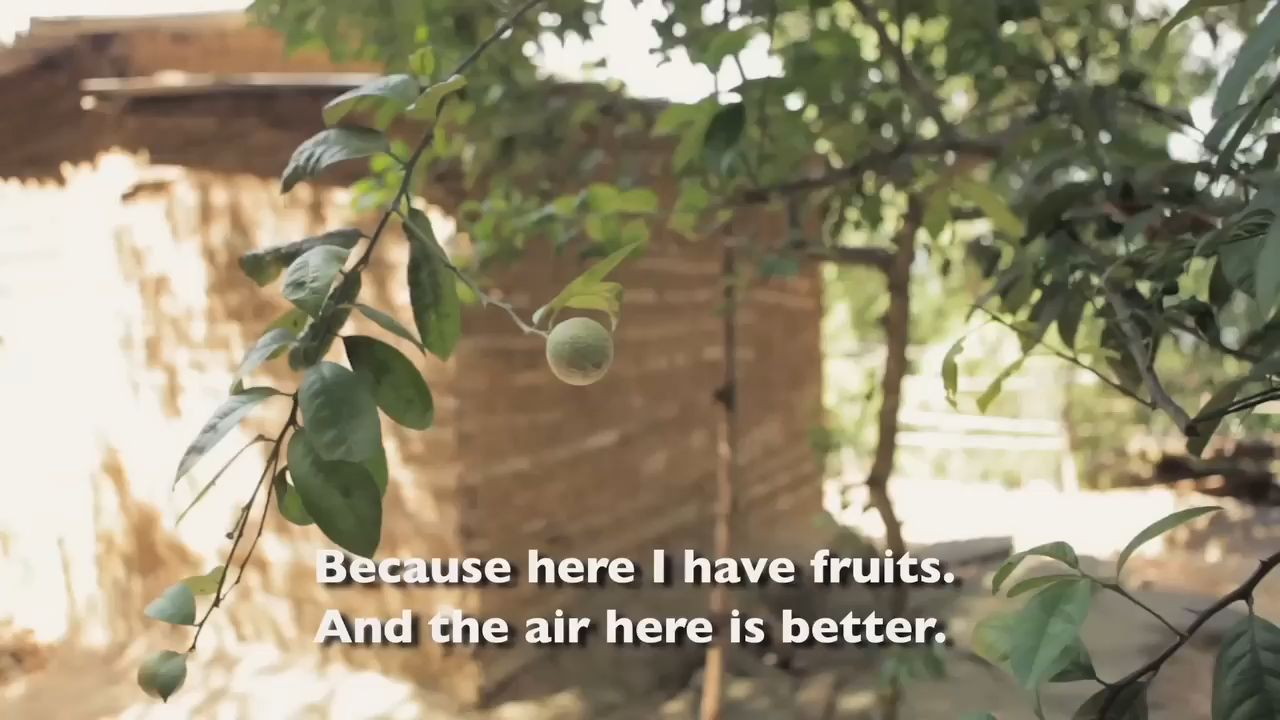 Because here I have fruits.
And the air here is better.